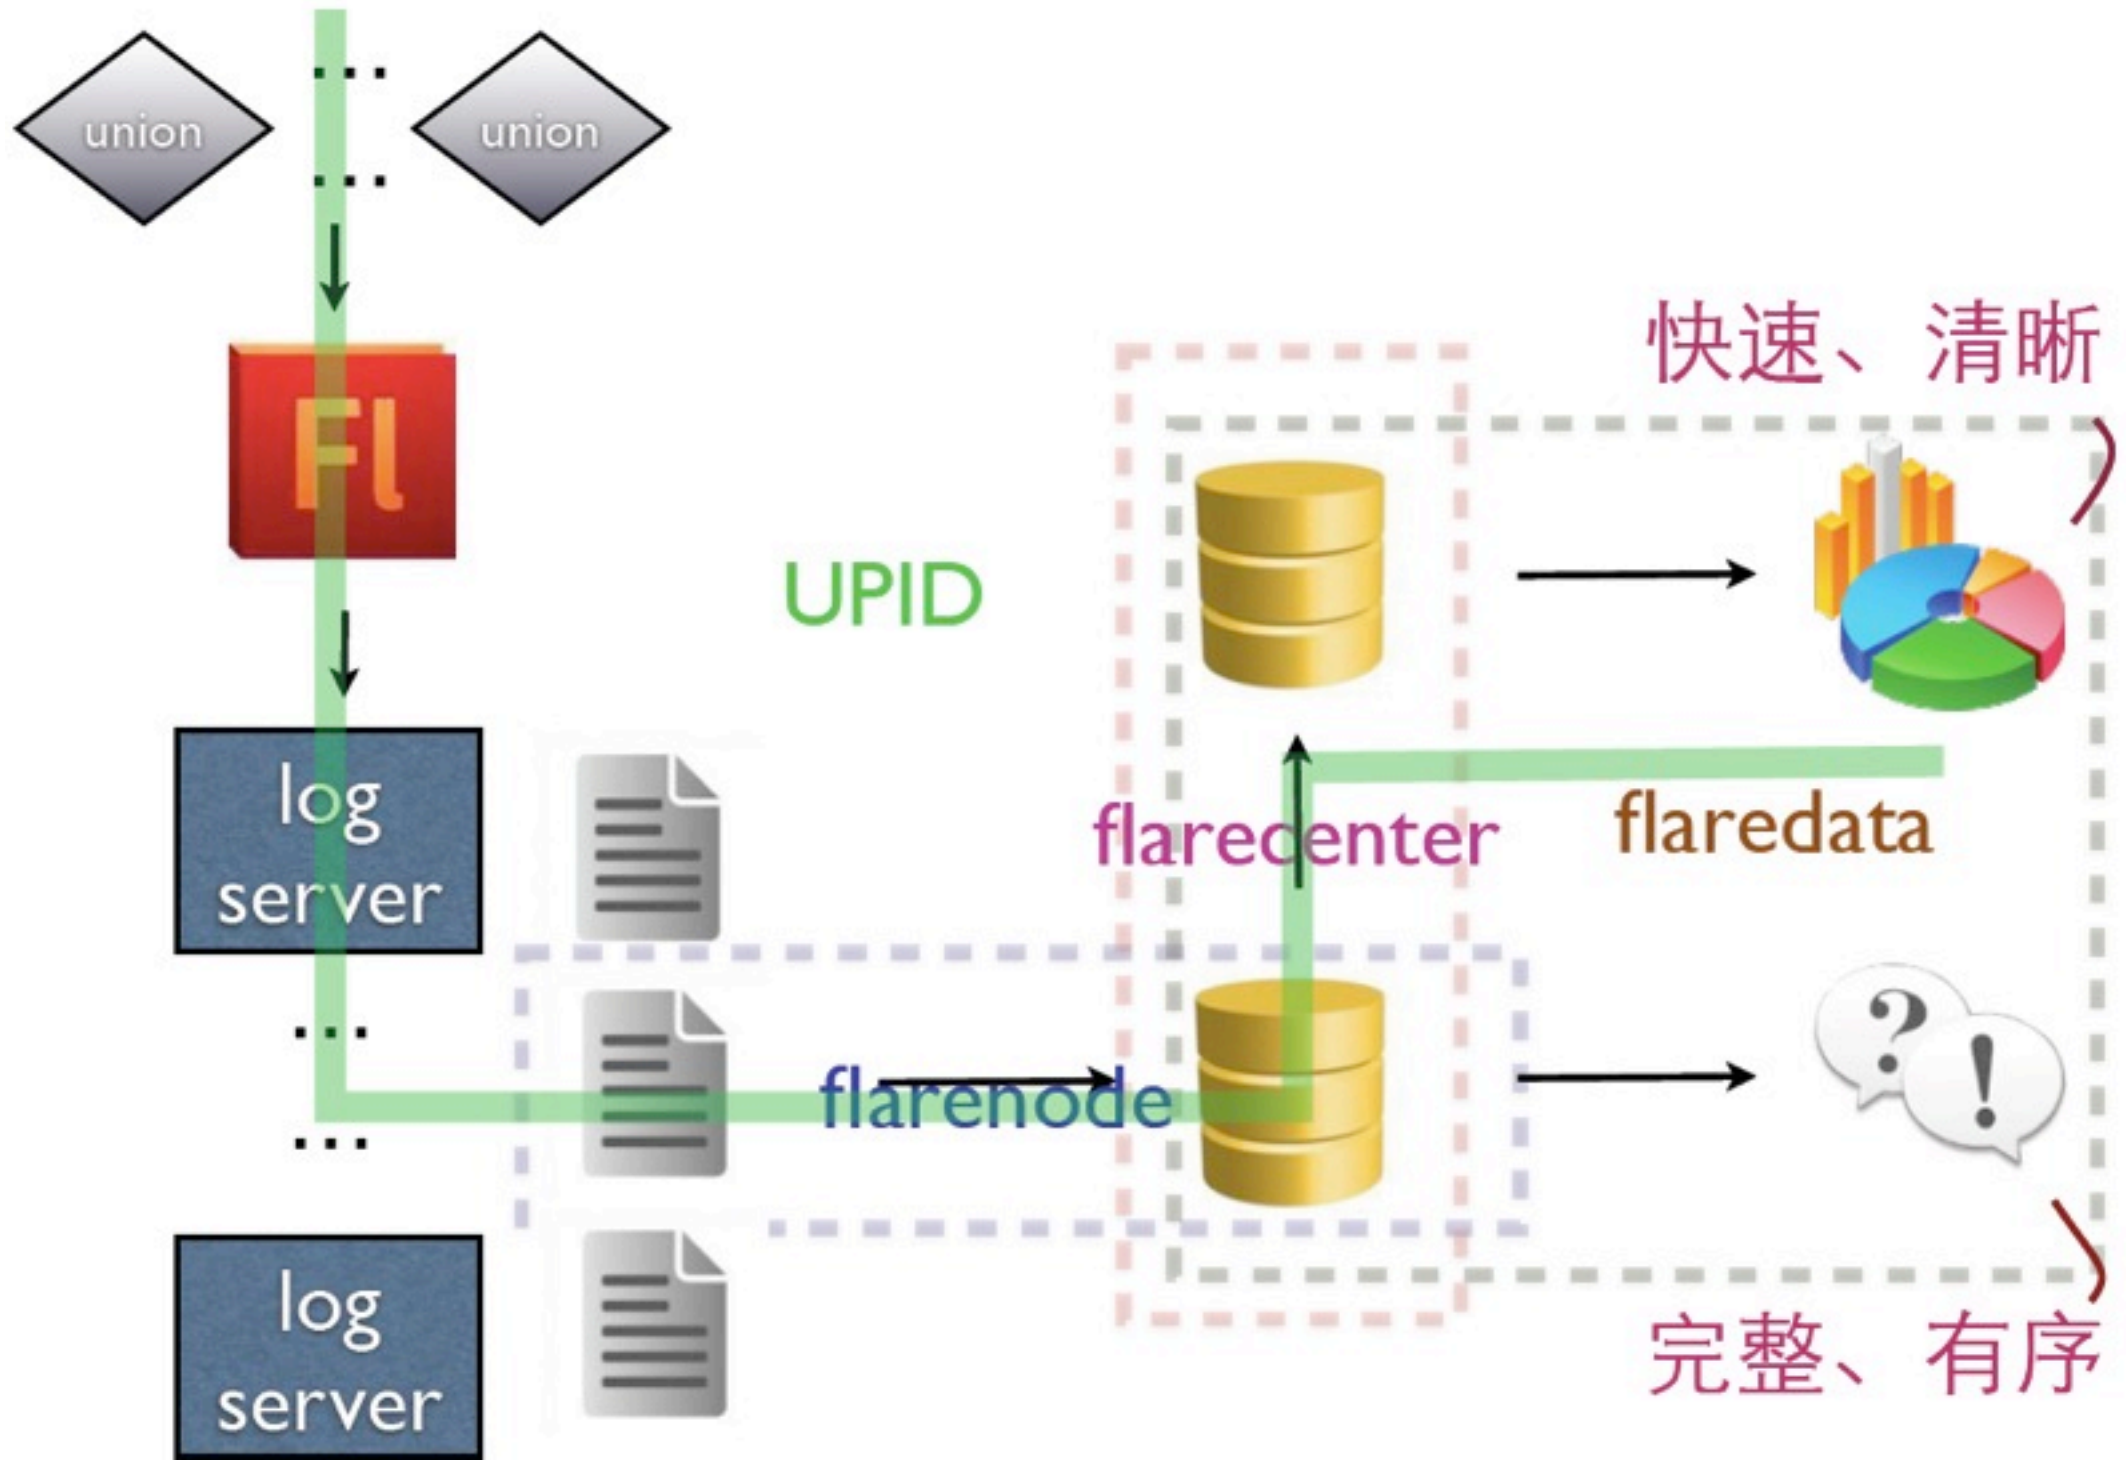 union
...
union
...
Fl
快速、清晰
UPID
log
server
flarecenter
flaredata
...
flarenode
?
!
...
log
server
完整、有序